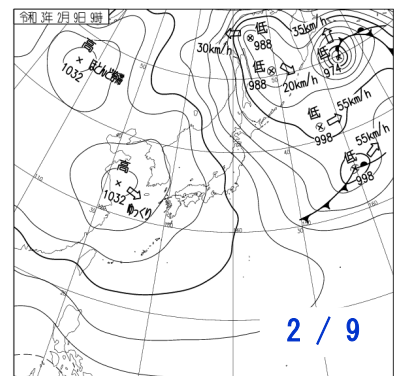 令和 3年 2月 9日 9時
高
1032
ほとんど停滞
高
1032
ゆっくり
低
988
30km/h
低
988
20km/h
35km/h
低
974
低
998
55km/h
低
998
55km/h
2 / 9